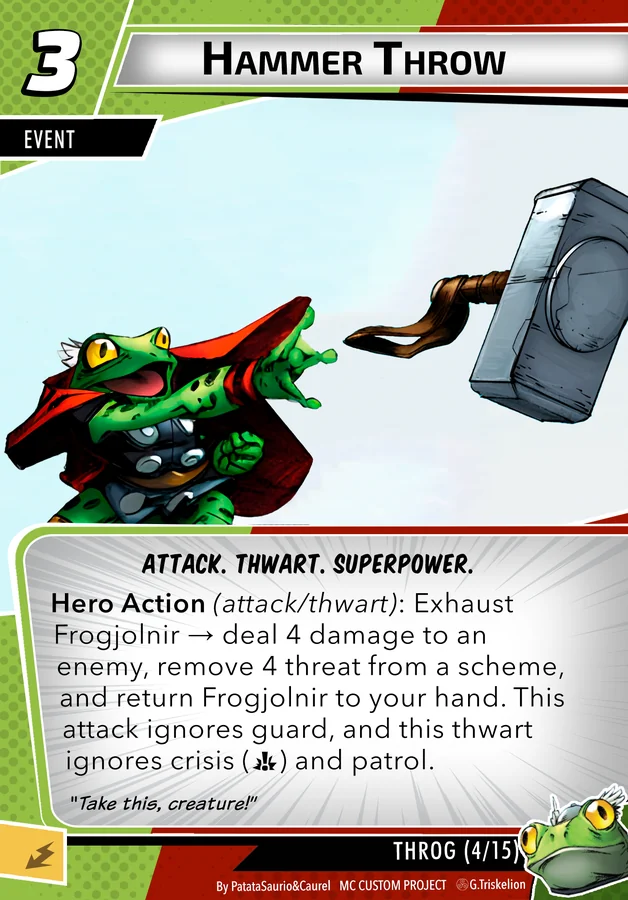 3
HAMMER THROW
EVENT
ATTACK. THWART. SUPERPOWER.
Hero Action (attack/thwart): Exhaust
Frogjolnir → deal 4 damage to an
enemy, remove 4 threat from a scheme,
and return Frogjolnir to your hand. This
attack ignores guard, and this thwart
ignores crisis ( ) and patrol.
"Take this, creature!"
THROG (4/15)
By PatataSaurio&Caurel MC CUSTOM PROJECT G.Triskelion